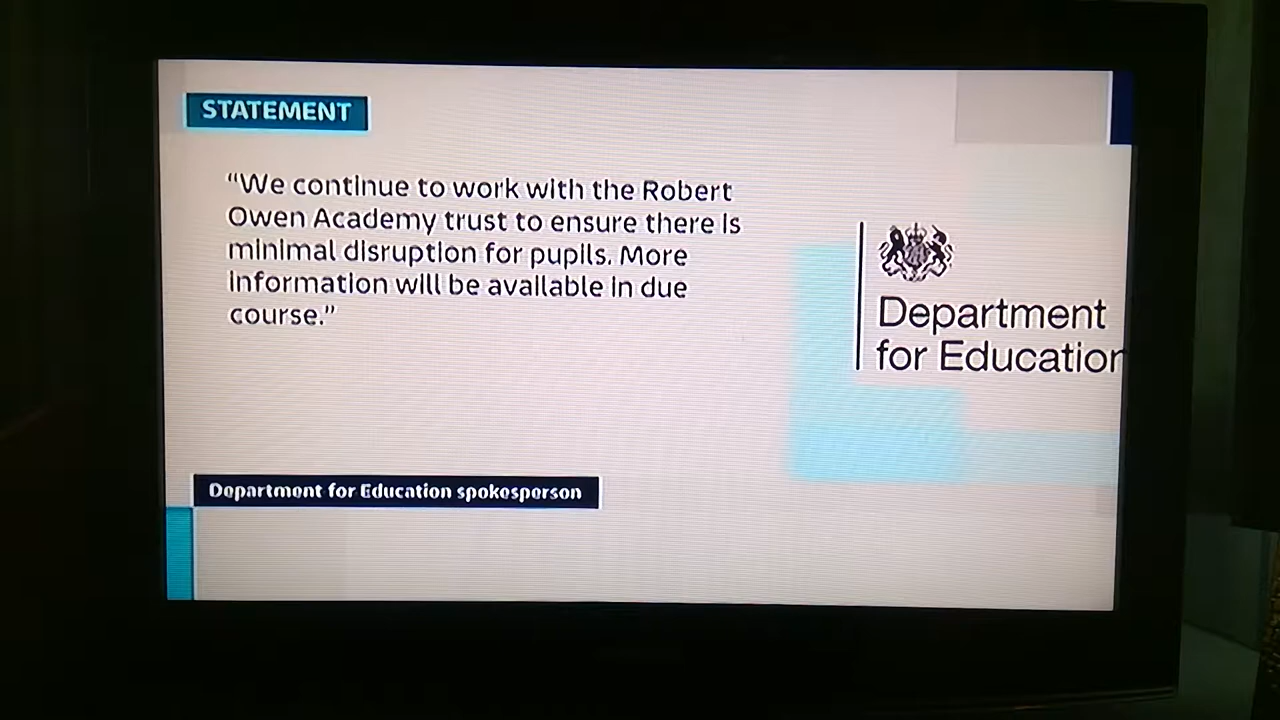 STATEMENT
“We continue to work with the Robert
Owen Academy trust to ensure there is
minimal disruption for pupils. More
information will be available in due
course.”
Department
for Education
Department for Education spokesperson